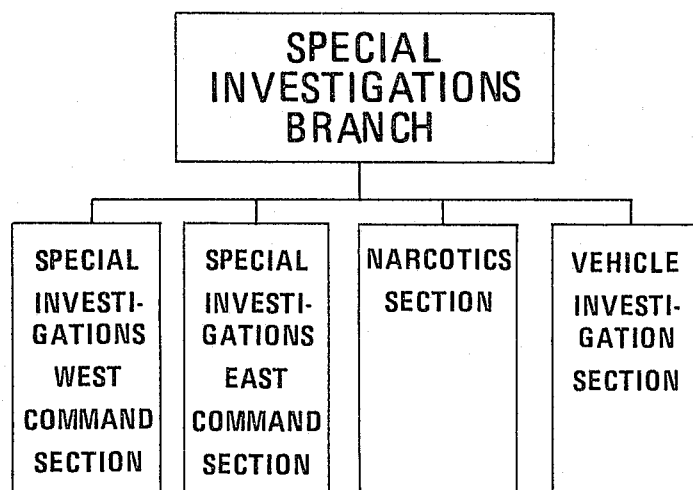 SPECIAL
INVESTIGATIONS
BRANCH
SPECIAL
INVESTI-
GATIONS
WEST
COMMAND
SECTION
SPECIAL
INVESTI-
GATIONS
EAST
COMMAND
SECTION
NARCOTICS
SECTION
VEHICLE
INVESTI-
GATION
SECTION